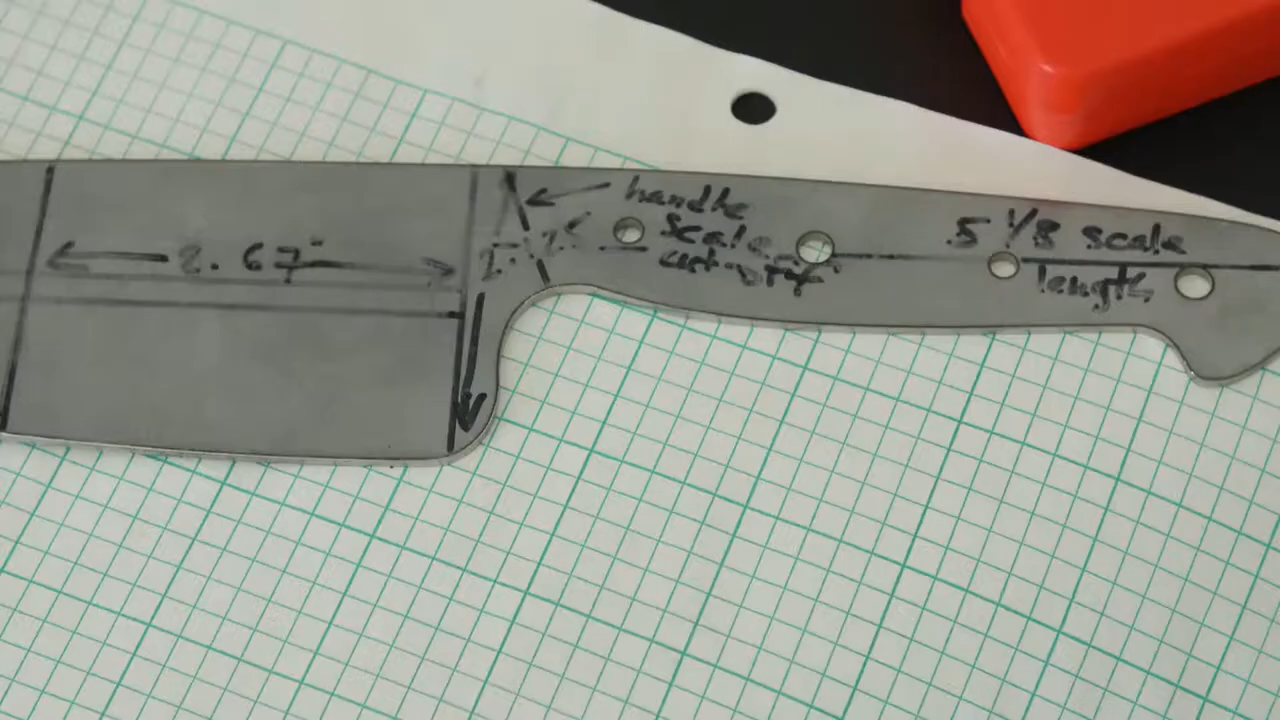 2. 67"
handle
scale
cut-off
5 1/8 scale
length